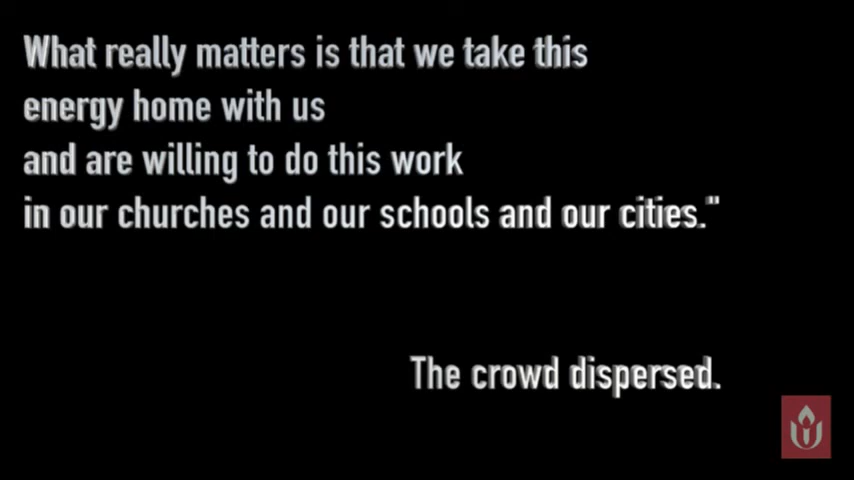 What really matters is that we take this
energy home with us
and are willing to do this work
in our churches and our schools and our cities."
The crowd dispersed.